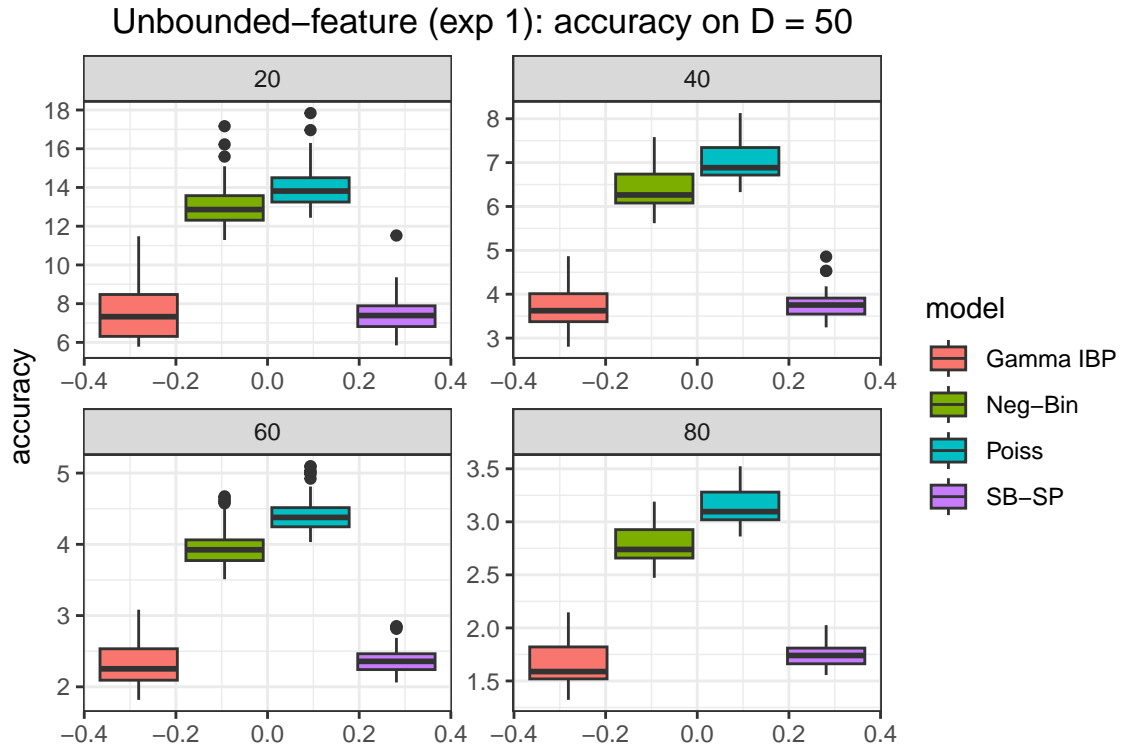 Unbounded−feature (exp 1): accuracy on D = 50
accuracy
20
18
16
14
12
10
8
6
−0.4 −0.2 0.0 0.2 0.4
40
8
7
6
5
4
3
−0.4 −0.2 0.0 0.2 0.4
60
5
4
3
2
−0.4 −0.2 0.0 0.2 0.4
80
3.5
3.0
2.5
2.0
1.5
−0.4 −0.2 0.0 0.2 0.4
model
Gamma IBP
Neg−Bin
Poiss
SB−SP